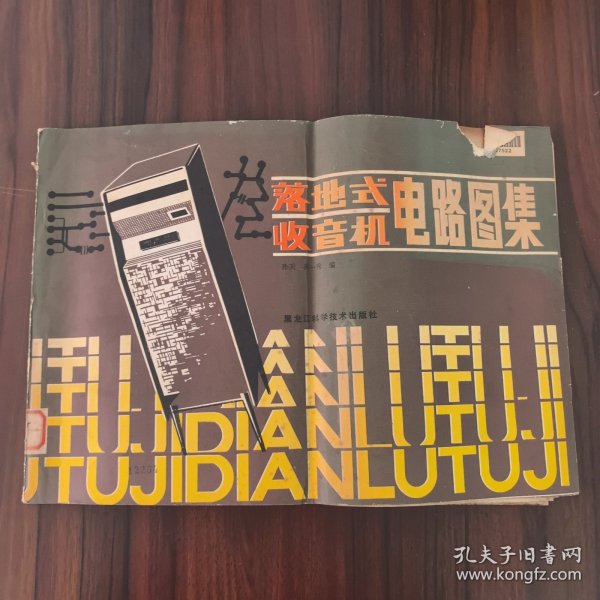 落地式
收音机
电路图集
编
黑龙江科学技术出版社
UTUJIDIANLUTUJI
孔夫子旧书网
www.kongfz.com